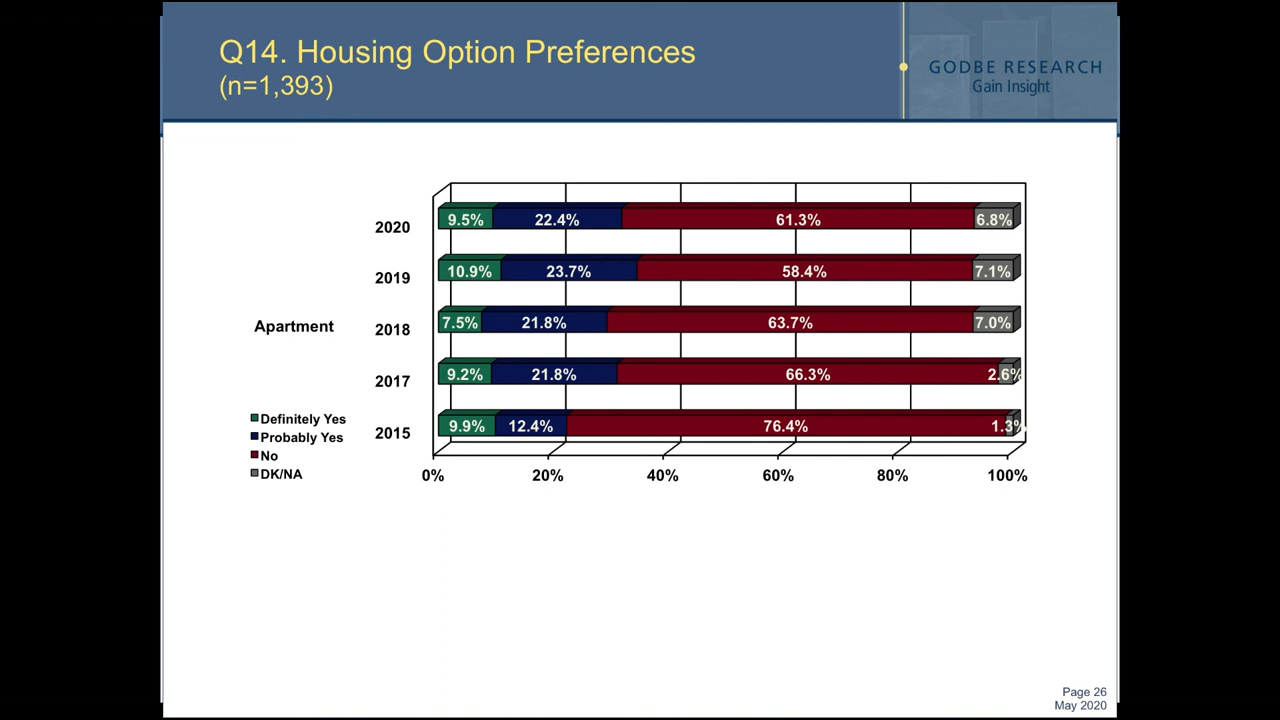 Q14. Housing Option Preferences
(n=1,393)
GODBE RESEARCH
Gain Insight
Apartment
2020 9.5% 22.4% 61.3% 6.8%
2019 10.9% 23.7% 58.4% 7.1%
2018 7.5% 21.8% 63.7% 7.0%
2017 9.2% 21.8% 66.3% 2.6%
2015 9.9% 12.4% 76.4% 1.3%
Definitely Yes
Probably Yes
No
DK/NA
0% 20% 40% 60% 80% 100%
Page 26
May 2020